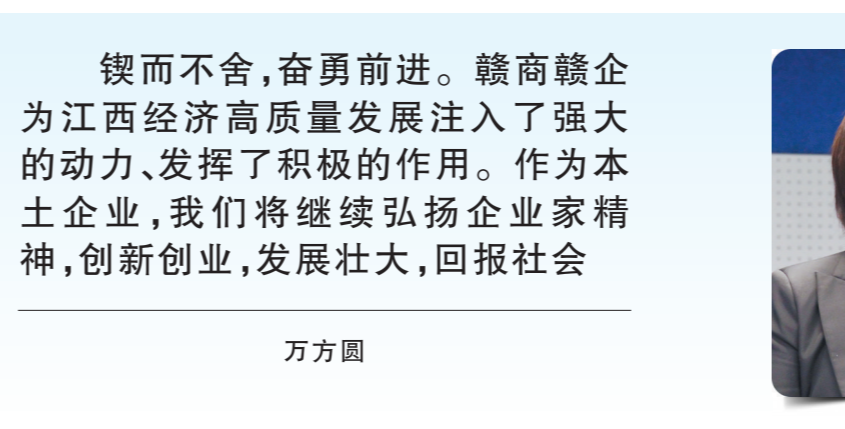 锲而不舍,奋勇前进。赣商赣企
为江西经济高质量发展注入了强大
的动力、发挥了积极的作用。作为本
土企业,我们将继续弘扬企业家精
神,创新创业,发展壮大,回报社会
万方圆